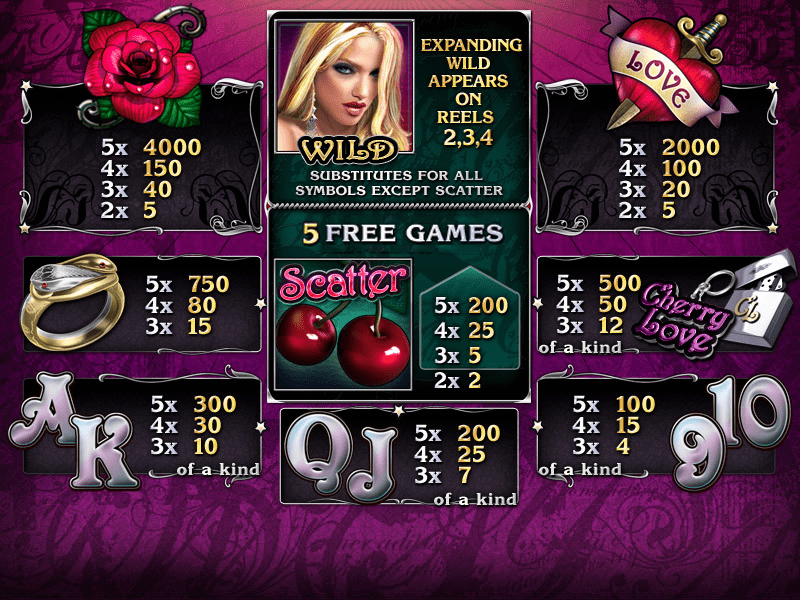 5x 4000
4x 150
3x 40
2x 5
WILD
EXPANDING
WILD
APPEARS
ON
REELS
2,3,4
SUBSTITUTES FOR ALL
SYMBOLS EXCEPT SCATTER
LOVE
5x 2000
4x 100
3x 20
2x 5
5x 750
4x 80
3x 15
5 FREE GAMES
Scatter
5x 200
4x 25
3x 5
2x 2
5x 500
4x 50
3x 12
of a kind
Cherry
Love
CL
A K
5x 300
4x 30
3x 10
of a kind
Q J
5x 200
4x 25
3x 7
of a kind
5x 100
4x 15
3x 4
of a kind
9 10